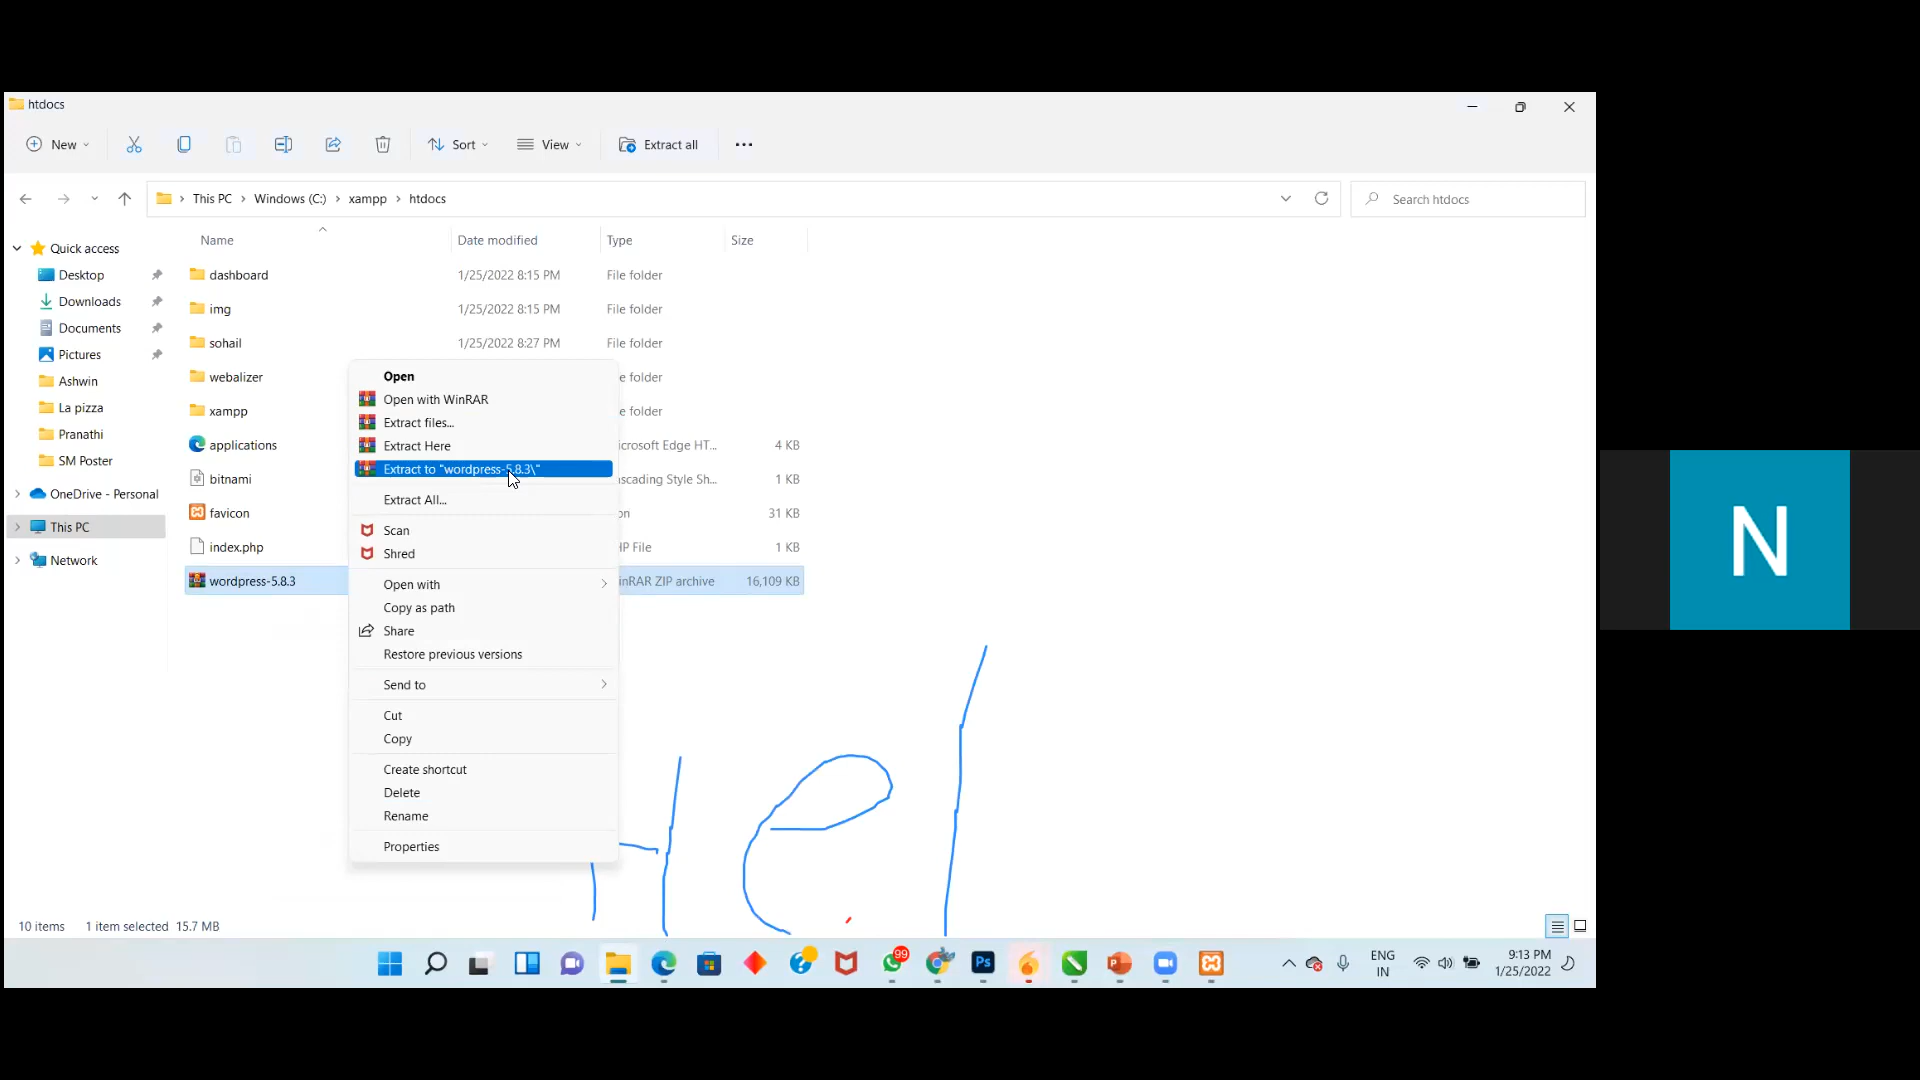 htdocs
New
Sort
View
Extract all
This PC
Windows (C:)
xampp
htdocs
Search htdocs
Name
Date modified
Type
Size
Quick access
Desktop
Downloads
Documents
Pictures
Ashwin
La pizza
Pranathi
SM Poster
OneDrive - Personal
This PC
Network
dashboard 1/25/2022 8:15 PM File folder
img 1/25/2022 8:15 PM File folder
sohail 1/25/2022 8:27 PM File folder
webalizer e folder
xampp e folder
applications icrosoft Edge HT... 4 KB
bitnami ascading Style Sh... 1 KB
favicon on 31 KB
index.php HP File 1 KB
wordpress-5.8.3 inRAR ZIP archive 16,109 KB
Open
Open with WinRAR
Extract files...
Extract Here
Extract to "wordpress-5.8.3\"
Extract All...
Scan
Shred
Open with
Copy as path
Share
Restore previous versions
Send to
Cut
Copy
Create shortcut
Delete
Rename
Properties
Hel
N
10 items 1 item selected 15.7 MB
99
Ps
ENG
IN
9:13 PM
1/25/2022